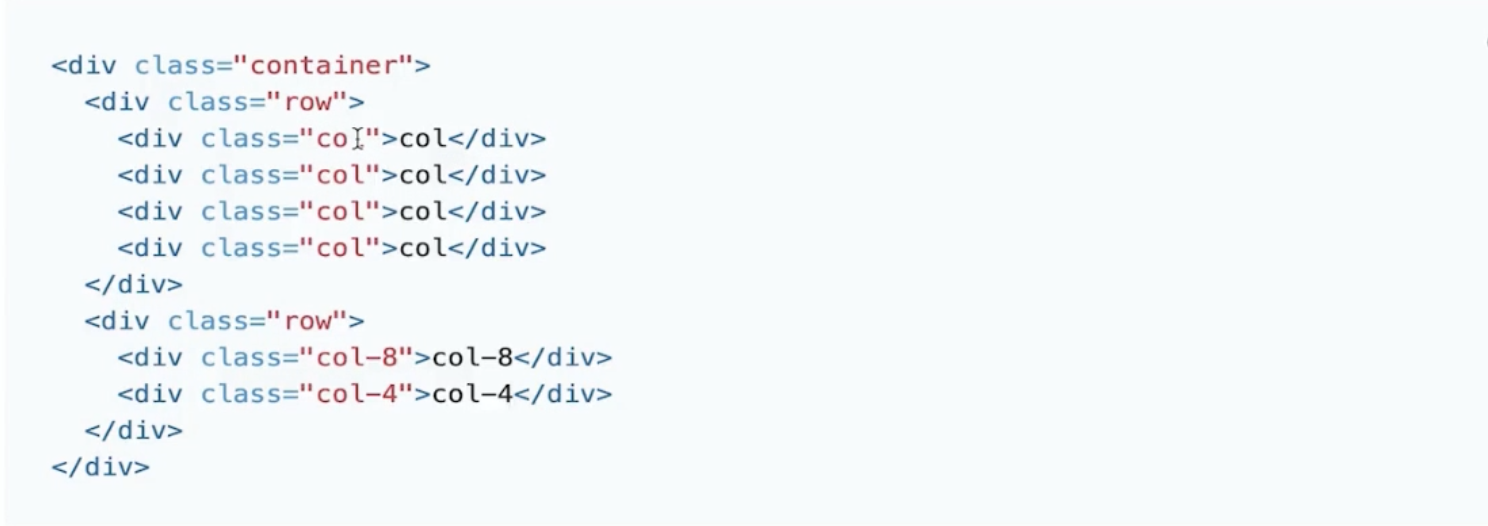 <div class="container">
  <div class="row">
    <div class="col">col</div>
    <div class="col">col</div>
    <div class="col">col</div>
    <div class="col">col</div>
  </div>
  <div class="row">
    <div class="col-8">col-8</div>
    <div class="col-4">col-4</div>
  </div>
</div>